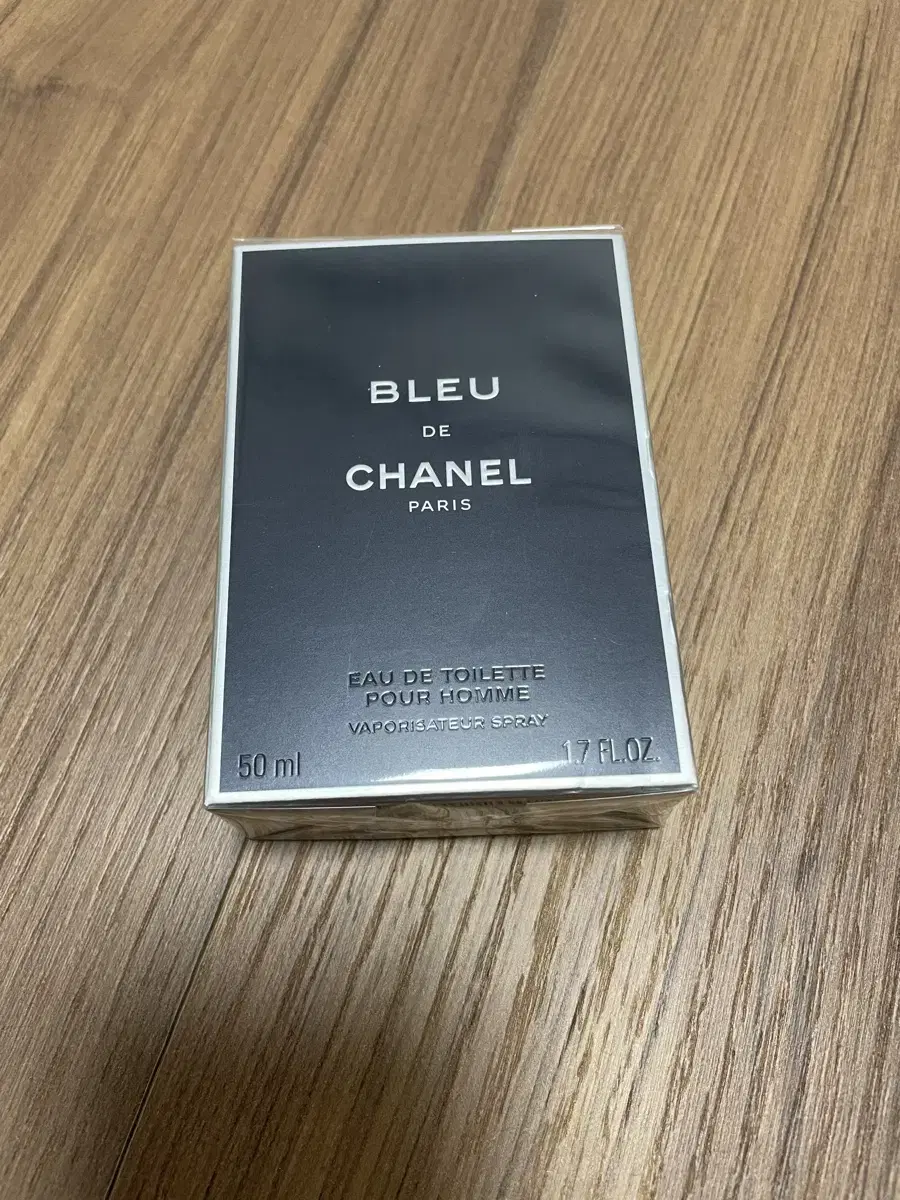 BLEU
DE
CHANEL
PARIS
EAU DE TOILETTE
POUR HOMME
VAPORISATEUR SPRAY
50 ml
1.7 FL.OZ.